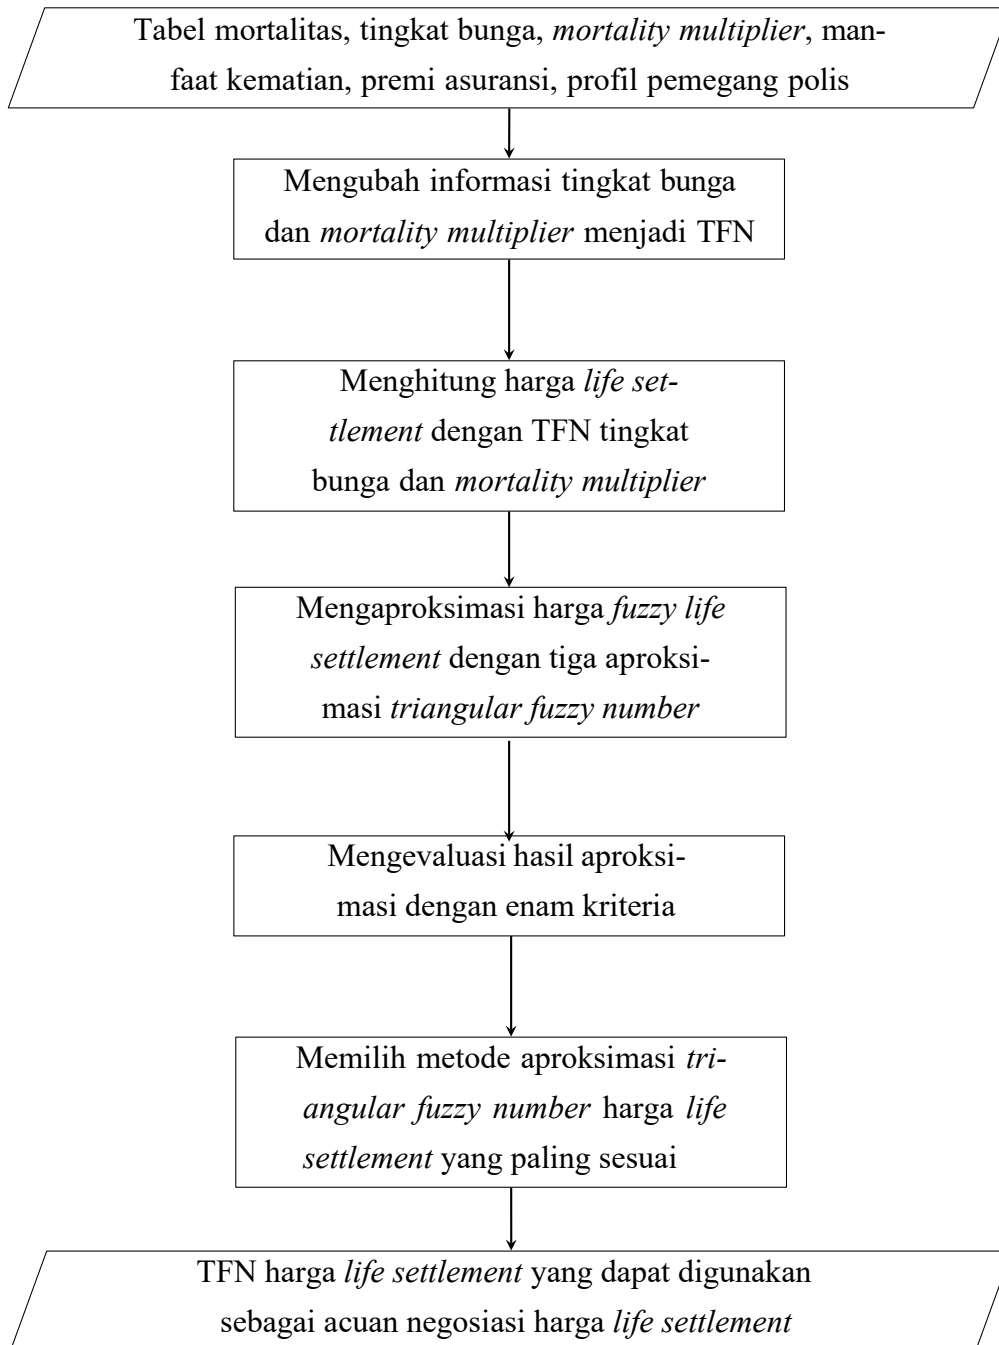 Tabel mortalitas, tingkat bunga, mortality multiplier, man-
faat kematian, premi asuransi, profil pemegang polis
Mengubah informasi tingkat bunga
dan mortality multiplier menjadi TFN
Menghitung harga life set-
tlement dengan TFN tingkat
bunga dan mortality multiplier
Mengaproksimasi harga fuzzy life
settlement dengan tiga aproksi-
masi triangular fuzzy number
Mengevaluasi hasil aproksi-
masi dengan enam kriteria
Memilih metode aproksimasi tri-
angular fuzzy number harga life
settlement yang paling sesuai
TFN harga life settlement yang dapat digunakan
sebagai acuan negosiasi harga life settlement